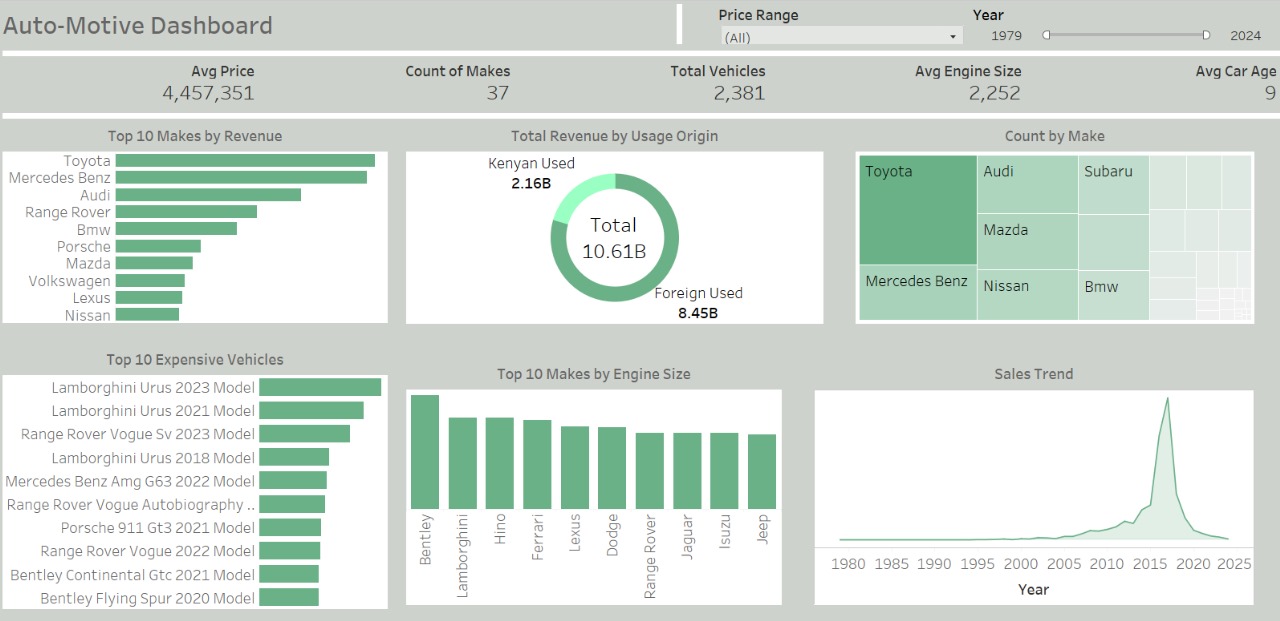 Auto-Motive Dashboard
Price Range
(All)
Year
1979
2024
Avg Price
4,457,351
Count of Makes
37
Total Vehicles
2,381
Avg Engine Size
2,252
Avg Car Age
9
Top 10 Makes by Revenue
Toyota
Mercedes Benz
Audi
Range Rover
Bmw
Porsche
Mazda
Volkswagen
Lexus
Nissan
Total Revenue by Usage Origin
Kenyan Used
2.16B
Total
10.61B
Foreign Used
8.45B
Count by Make
Toyota
Mercedes Benz
Audi
Mazda
Nissan
Subaru
Bmw
Top 10 Expensive Vehicles
Lamborghini Urus 2023 Model
Lamborghini Urus 2021 Model
Range Rover Vogue Sv 2023 Model
Lamborghini Urus 2018 Model
Mercedes Benz Amg G63 2022 Model
Range Rover Vogue Autobiography ..
Porsche 911 Gt3 2021 Model
Range Rover Vogue 2022 Model
Bentley Continental Gtc 2021 Model
Bentley Flying Spur 2020 Model
Top 10 Makes by Engine Size
Bentley
Lamborghini
Hino
Ferrari
Lexus
Dodge
Range Rover
Jaguar
Isuzu
Jeep
Sales Trend
1980 1985 1990 1995 2000 2005 2010 2015 2020 2025
Year